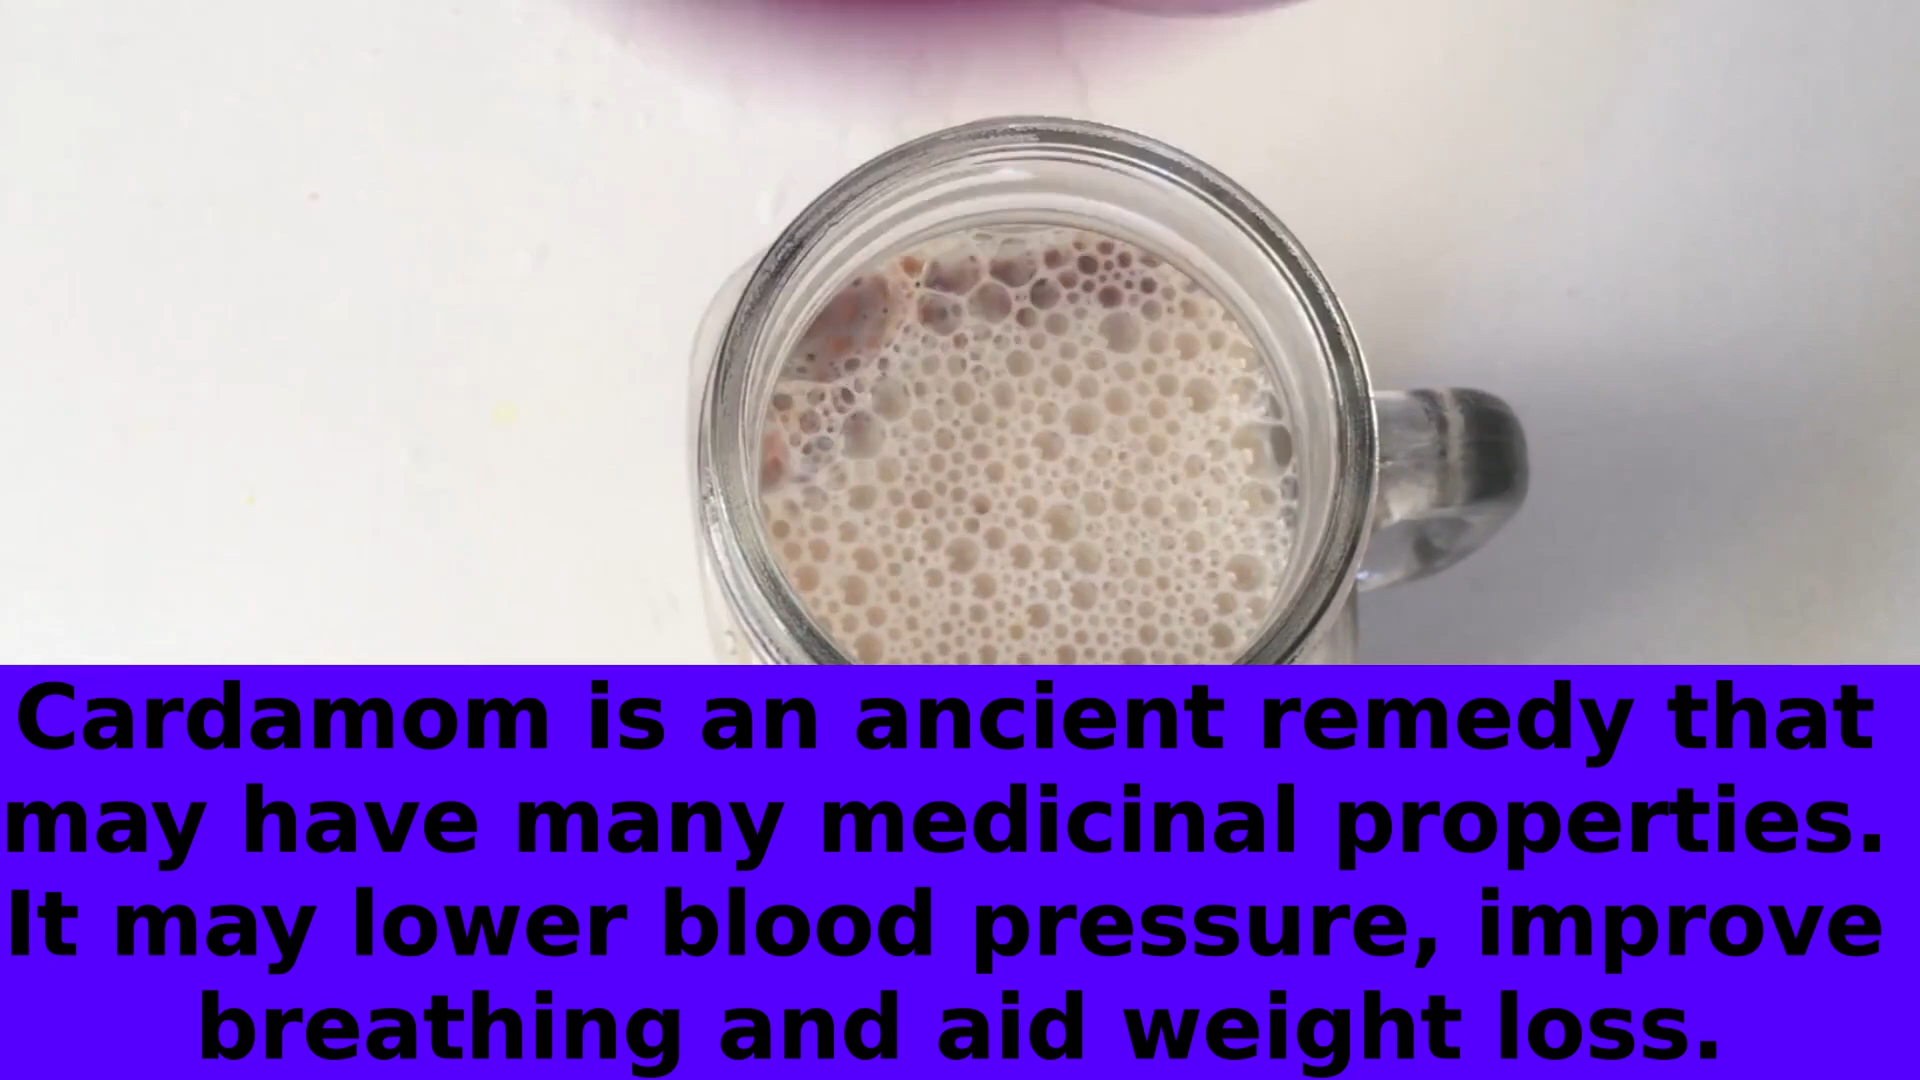 Cardamom is an ancient remedy that
may have many medicinal properties.
It may lower blood pressure, improve
breathing and aid weight loss.